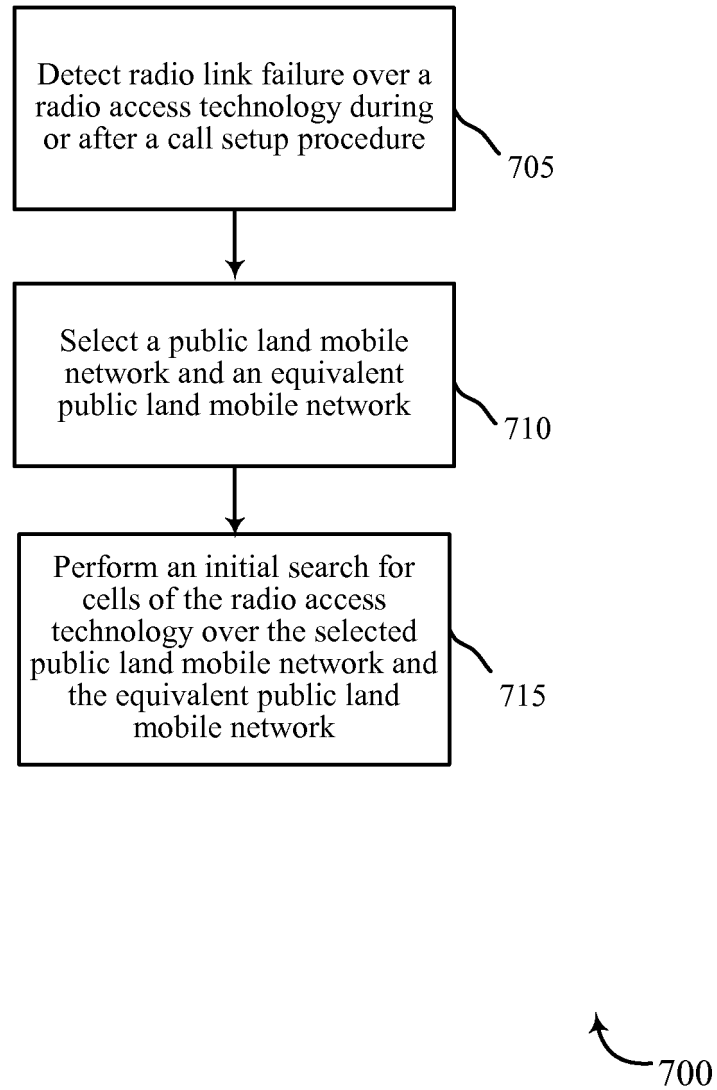 Detect radio link failure over a
radio access technology during
or after a call setup procedure
705
Select a public land mobile
network and an equivalent
public land mobile network
710
Perform an initial search for
cells of the radio access
technology over the selected
public land mobile network and
the equivalent public land
mobile network
715
700